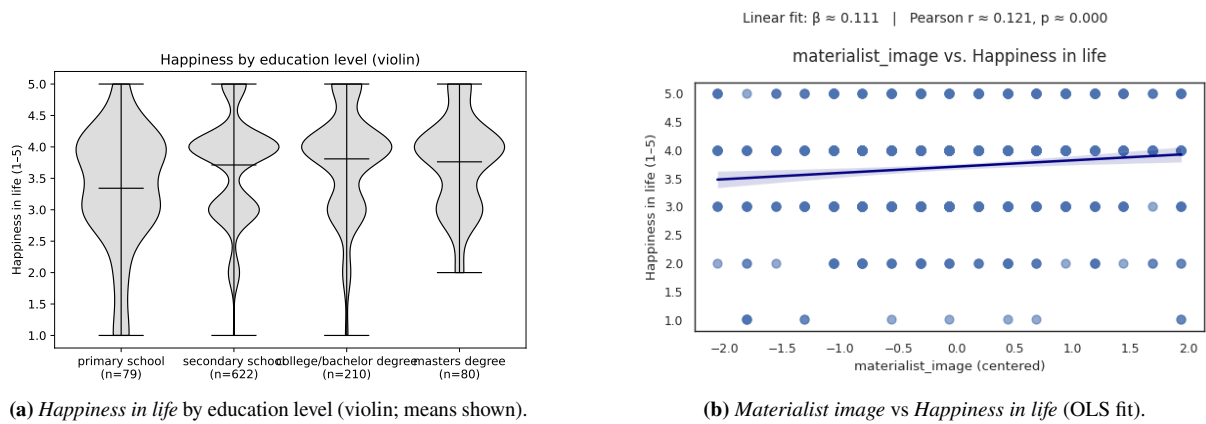 Happiness by education level (violin)
Happiness in life (1–5)
5.0
4.5
4.0
3.5
3.0
2.5
2.0
1.5
1.0
primary school
(n=79)
secondary school
(n=622)
college/bachelor degree
(n=210)
masters degree
(n=80)
(a) Happiness in life by education level (violin; means shown).
Linear fit: β ≈ 0.111 | Pearson r ≈ 0.121, p ≈ 0.000
materialist_image vs. Happiness in life
Happiness in life (1–5)
5.0
4.5
4.0
3.5
3.0
2.5
2.0
1.5
1.0
−2.0 −1.5 −1.0 −0.5 0.0 0.5 1.0 1.5 2.0
materialist_image (centered)
(b) Materialist image vs Happiness in life (OLS fit).